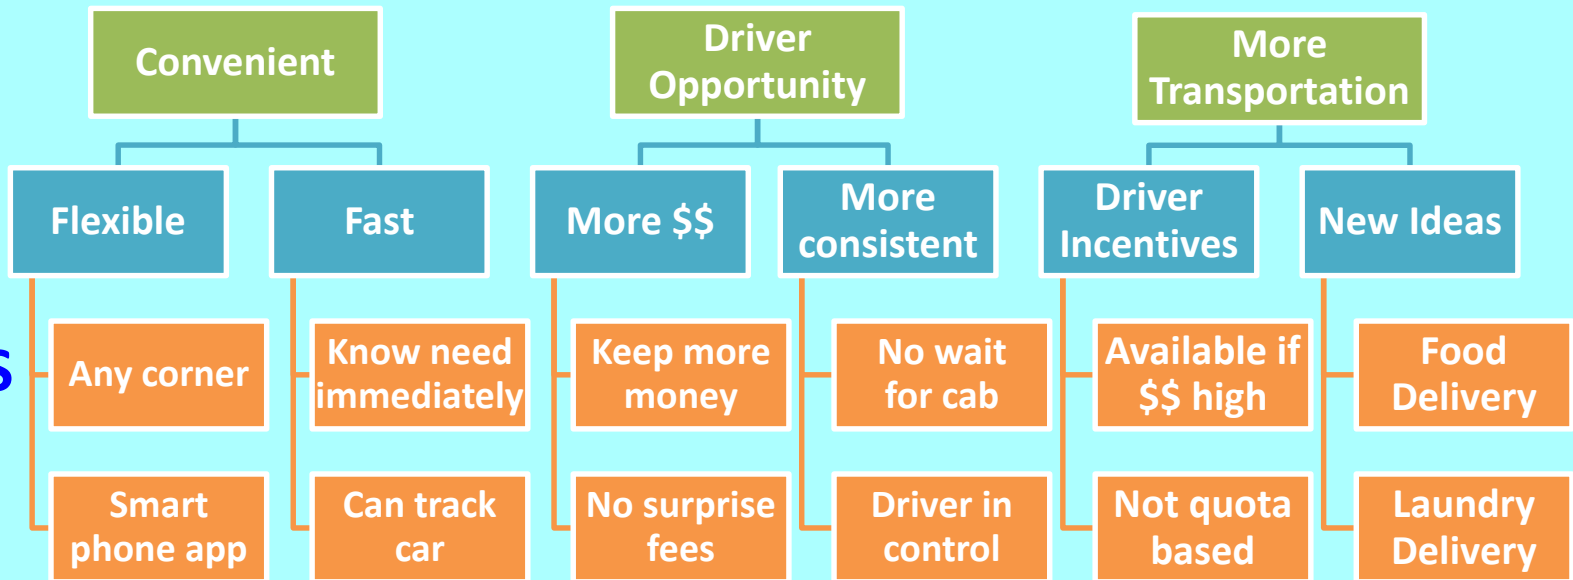 Convenient
Driver
Opportunity
More
Transportation
Flexible
Fast
More $$
More
consistent
Driver
Incentives
New Ideas
s
Any corner
Know need
immediately
Keep more
money
No wait
for cab
Available if
$$ high
Food
Delivery
Smart
phone app
Can track
car
No surprise
fees
Driver in
control
Not quota
based
Laundry
Delivery